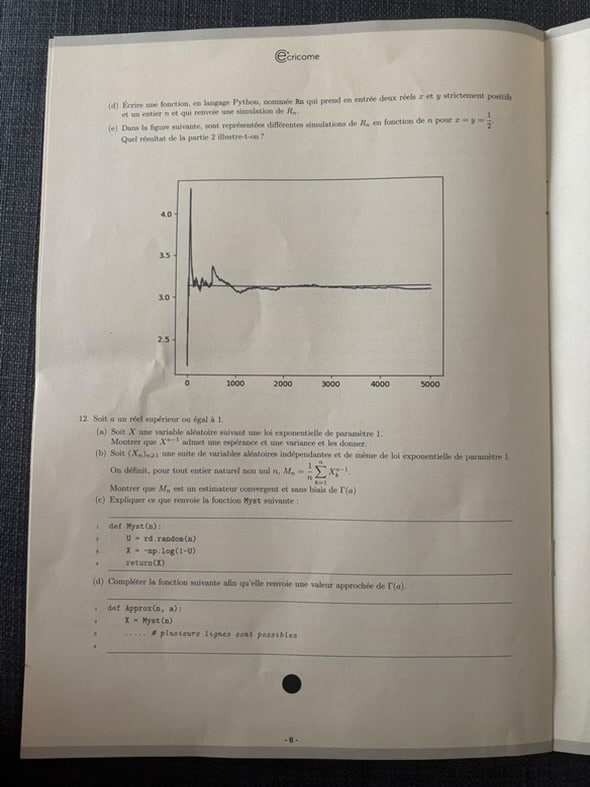 ecricome
(d) Écrire une fonction, en langage Python, nommée Rn qui prend en entrée deux réels x et y strictement positifs
et un entier n et qui renvoie une simulation de Rₙ.
(e) Dans la figure suivante, sont représentées différentes simulations de Rₙ en fonction de n pour x = y = 1/2.
Quel résultat de la partie 2 illustre-t-on ?
4.0
3.5
3.0
2.5
0 1000 2000 3000 4000 5000
12. Soit a un réel supérieur ou égal à 1.
(a) Soit X une variable aléatoire suivant une loi exponentielle de paramètre 1.
Montrer que Xᵃ⁻¹ admet une espérance et une variance et les donner.
(b) Soit (Xₙ)ₙ≥₁ une suite de variables aléatoires indépendantes et de même de loi exponentielle de paramètre 1.
On définit, pour tout entier naturel non nul n, Mₙ = 1/n ∑ₖ₌₁ⁿ Xₖᵃ⁻¹.
Montrer que Mₙ est un estimateur convergent et sans biais de Γ(a)
(c) Expliquer ce que renvoie la fonction Myst suivante :
1 def Myst(n):
2 U = rd.random(n)
3 X = -np.log(1-U)
4 return(X)
(d) Compléter la fonction suivante afin qu'elle renvoie une valeur approchée de Γ(a).
1 def Approx(n, a):
2 X = Myst(n)
3 ..... # plusieurs lignes sont possibles
4
- 6 -